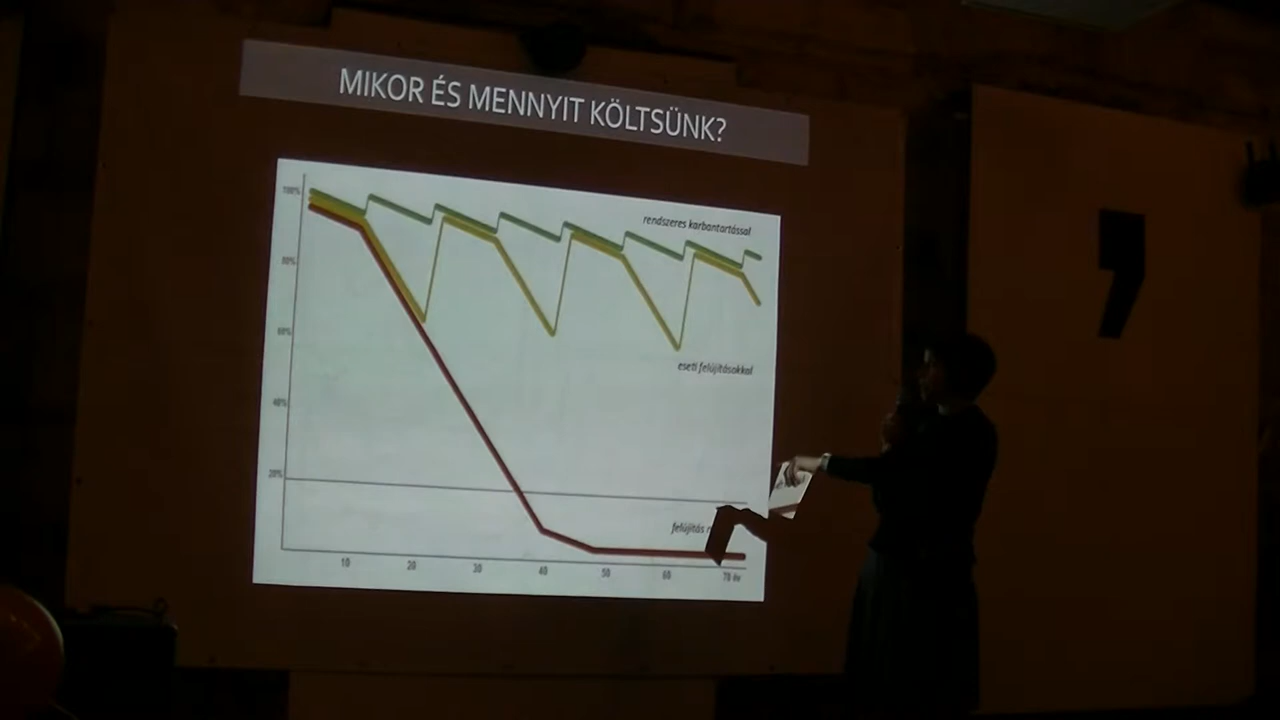 MIKOR ÉS MENNYIT KÖLTSÜNK?
100%
rendszeres karbantartással
80%
60%
eseti felújításokkal
40%
20%
felújítás
10 20 30 40 50 60 70 év